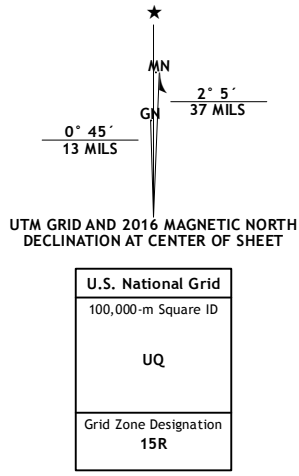 ★
MN
2° 5´
37 MILS
GN
0° 45´
13 MILS
UTM GRID AND 2016 MAGNETIC NORTH
DECLINATION AT CENTER OF SHEET
U.S. National Grid
100,000-m Square ID
UQ
Grid Zone Designation
15R